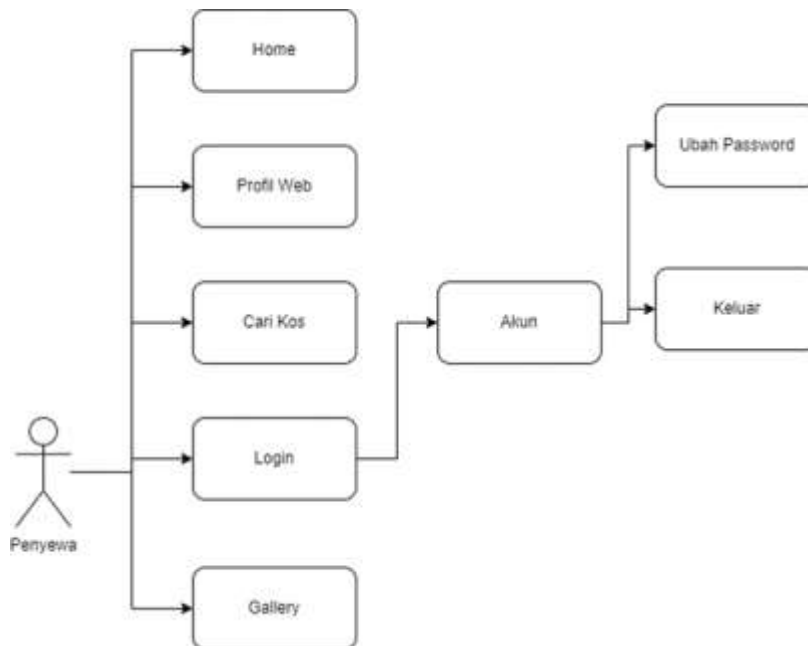 Home
Ubah Password
Profil Web
Keluar
Cari Kos
Akun
Login
Penyewa
Gallery